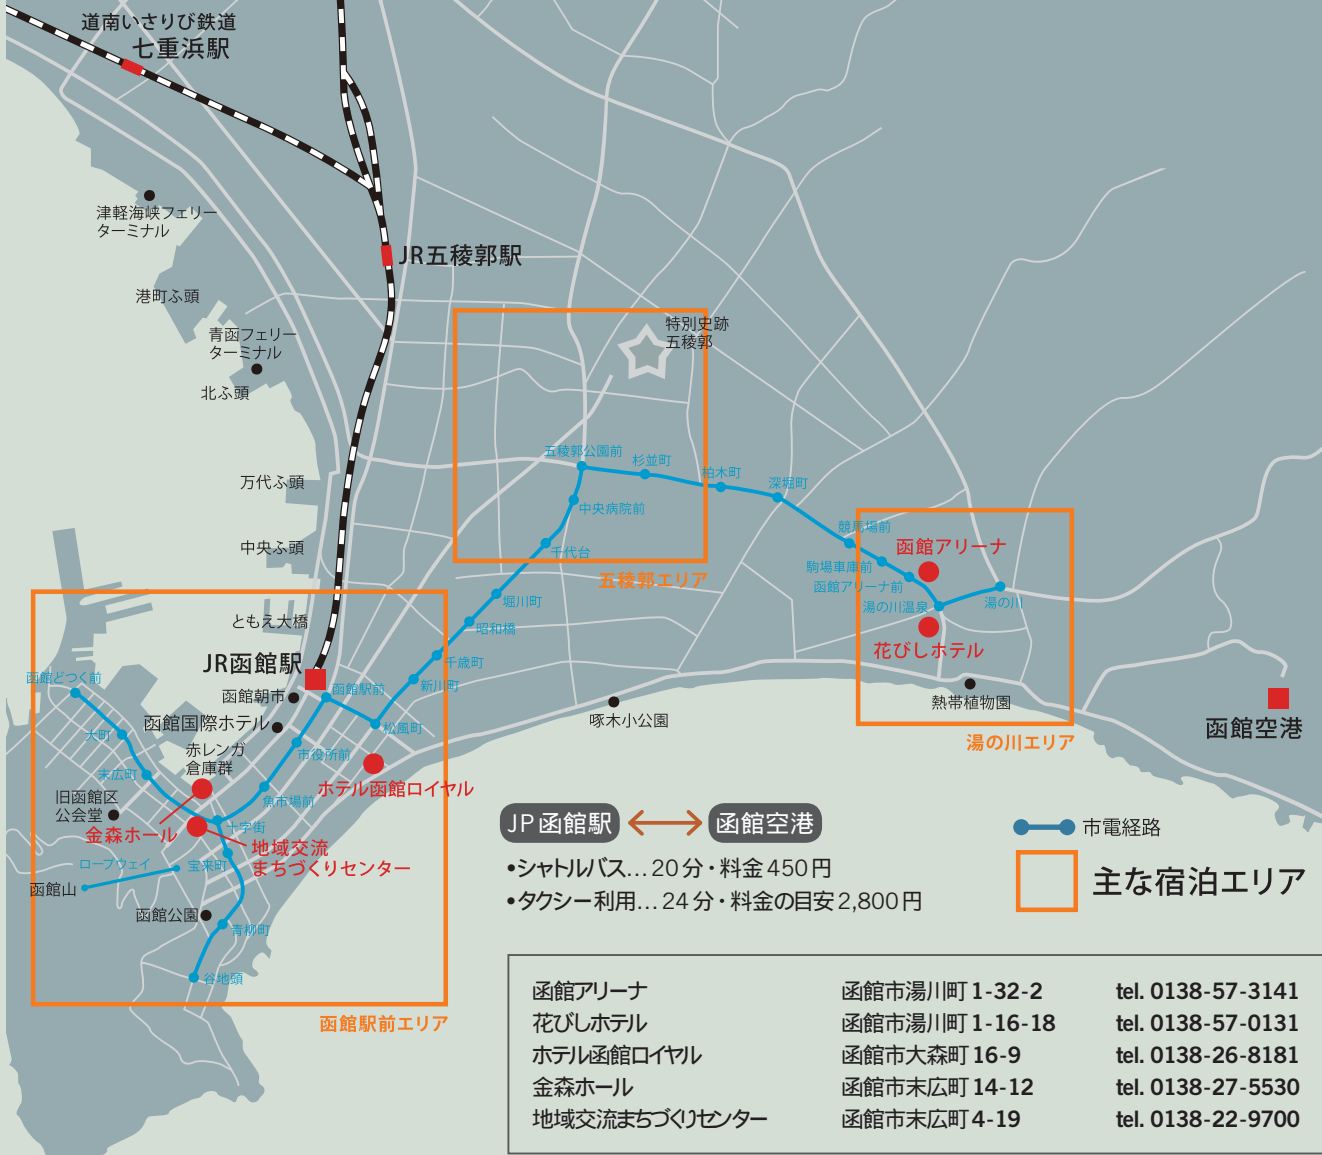 道南いさりび鉄道
七重浜駅
津軽海峡フェリー
ターミナル
JR五稜郭駅
港町ふ頭
青函フェリー
ターミナル
北ふ頭
特別史跡
五稜郭
万代ふ頭
中央ふ頭
五稜郭公園前
杉並町
柏木町
深堀町
中央病院前
千代台
競馬場前
函館アリーナ
駒場車庫前
函館アリーナ前
湯の川温泉
湯の川
五稜郭エリア
堀川町
昭和橋
千歳町
新川町
花びしホテル
ともえ大橋
JR函館駅
函館どつく前
函館駅前
函館朝市
松風町
函館国際ホテル
大町
市役所前
赤レンガ
倉庫群
末広町
ホテル函館ロイヤル
魚市場前
旧函館区
公会堂
金森ホール
十字街
地域交流
まちづくりセンター
ロープウェイ
宝来町
函館山
函館公園
青柳町
谷地頭
函館駅前エリア
啄木小公園
熱帯植物園
湯の川エリア
函館空港
JP函館駅
函館空港
•シャトルバス…20分・料金450円
•タクシー利用…24分・料金の目安2,800円
市電経路
主な宿泊エリア
函館アリーナ 函館市湯川町1-32-2 tel. 0138-57-3141
花びしホテル 函館市湯川町1-16-18 tel. 0138-57-0131
ホテル函館ロイヤル 函館市大森町16-9 tel. 0138-26-8181
金森ホール 函館市末広町14-12 tel. 0138-27-5530
地域交流まちづくりセンター 函館市末広町4-19 tel. 0138-22-9700